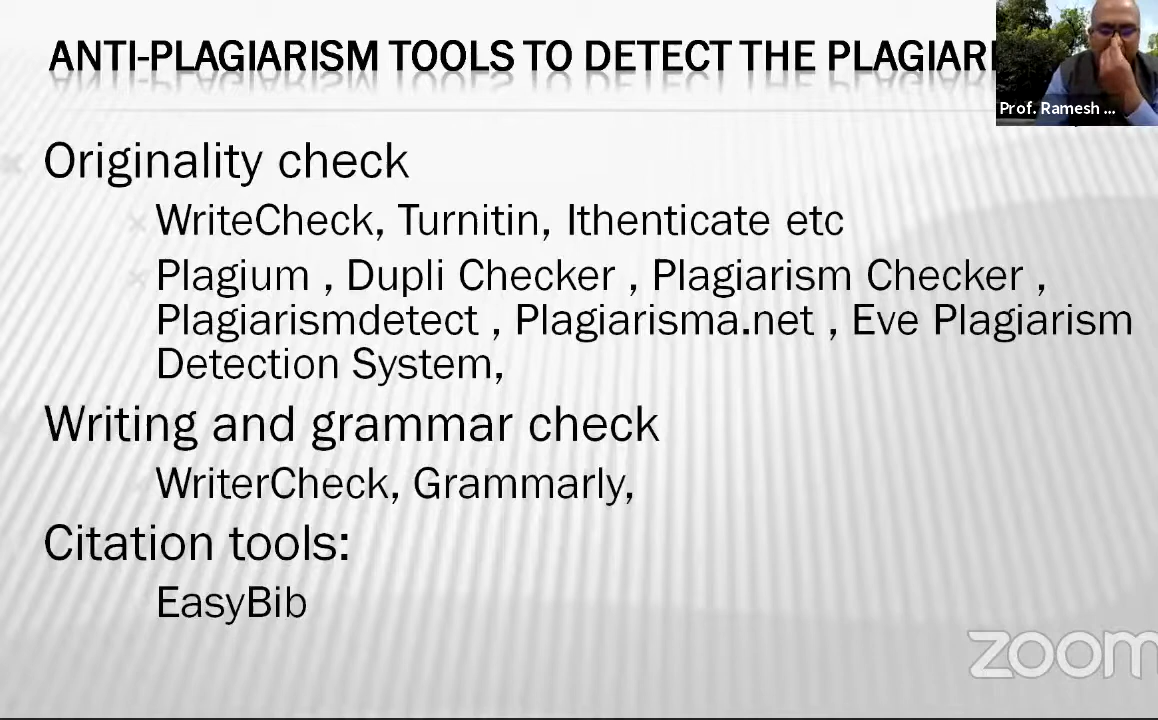 ANTI-PLAGIARISM TOOLS TO DETECT THE
Prof. Ramesh ...
Originality check
WriteCheck, Turnitin, Ithenticate etc
Plagium , Dupli Checker , Plagiarism Checker ,
Plagiarismdetect , Plagiarisma.net , Eve Plagiarism
Detection System,
Writing and grammar check
WriterCheck, Grammarly,
Citation tools:
EasyBib
zoom